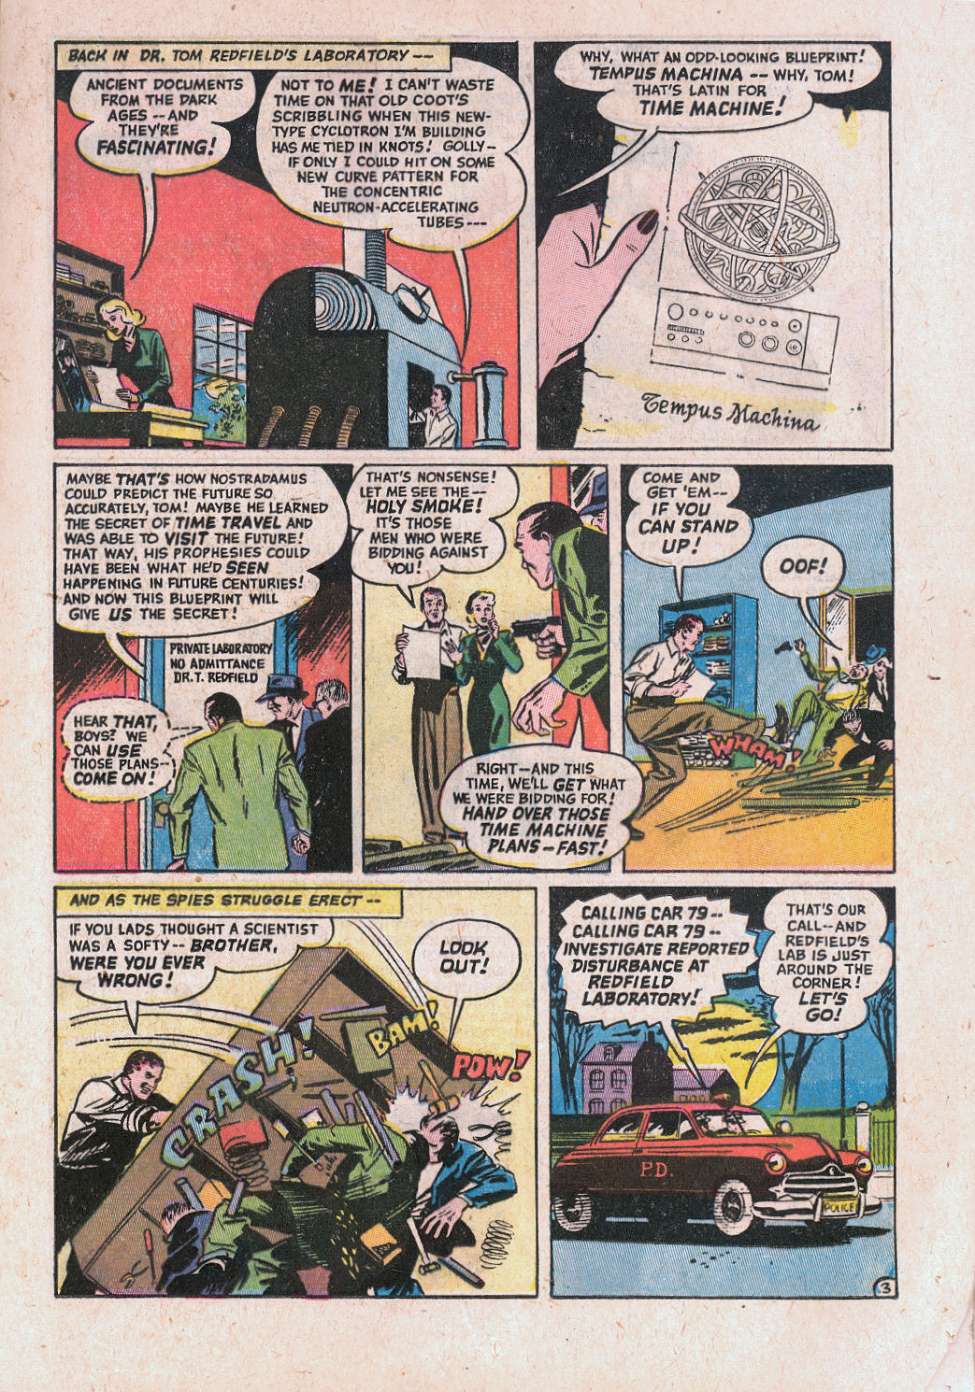 BACK IN DR. TOM REDFIELD'S LABORATORY --
ANCIENT DOCUMENTS
FROM THE DARK
AGES -- AND
THEY'RE
FASCINATING!
NOT TO ME! I CAN'T WASTE
TIME ON THAT OLD COOT'S
SCRIBBLING WHEN THIS NEW-
TYPE CYCLOTRON I'M BUILDING
HAS ME TIED IN KNOTS! GOLLY--
IF ONLY I COULD HIT ON SOME
NEW CURVE PATTERN FOR
THE CONCENTRIC
NEUTRON-ACCELERATING
TUBES---
WHY, WHAT AN ODD-LOOKING BLUEPRINT!
TEMPUS MACHINA -- WHY, TOM!
THAT'S LATIN FOR
TIME MACHINE!
Tempus Machina
MAYBE THAT'S HOW NOSTRADAMUS
COULD PREDICT THE FUTURE SO
ACCURATELY, TOM! MAYBE HE LEARNED
THE SECRET OF TIME TRAVEL AND
WAS ABLE TO VISIT THE FUTURE!
THAT WAY, HIS PROPHESIES COULD
HAVE BEEN WHAT HE'D SEEN
HAPPENING IN FUTURE CENTURIES!
AND NOW THIS BLUEPRINT WILL
GIVE US THE SECRET!
PRIVATE LABORATORY
NO ADMITTANCE
DR. T. REDFIELD
HEAR THAT,
BOYS? WE
CAN USE
THOSE PLANS--
COME ON!
THAT'S NONSENSE!
LET ME SEE THE --
HOLY SMOKE!
IT'S THOSE
MEN WHO WERE
BIDDING AGAINST
YOU!
RIGHT--AND THIS
TIME, WE'LL GET WHAT
WE WERE BIDDING FOR!
HAND OVER THOSE
TIME MACHINE
PLANS -- FAST!
COME AND
GET 'EM--
IF YOU
CAN STAND
UP!
OOF!
WHAM!
AND AS THE SPIES STRUGGLE ERECT --
IF YOU LADS THOUGHT A SCIENTIST
WAS A SOFTY -- BROTHER,
WERE YOU EVER
WRONG!
LOOK
OUT!
CRASH!
BAM!
POW!
CALLING CAR 79 --
CALLING CAR 79 --
INVESTIGATE REPORTED
DISTURBANCE AT
REDFIELD
LABORATORY!
THAT'S OUR
CALL--AND
REDFIELD'S
LAB IS JUST
AROUND THE
CORNER!
LET'S
GO!
P.D.
POLICE
3